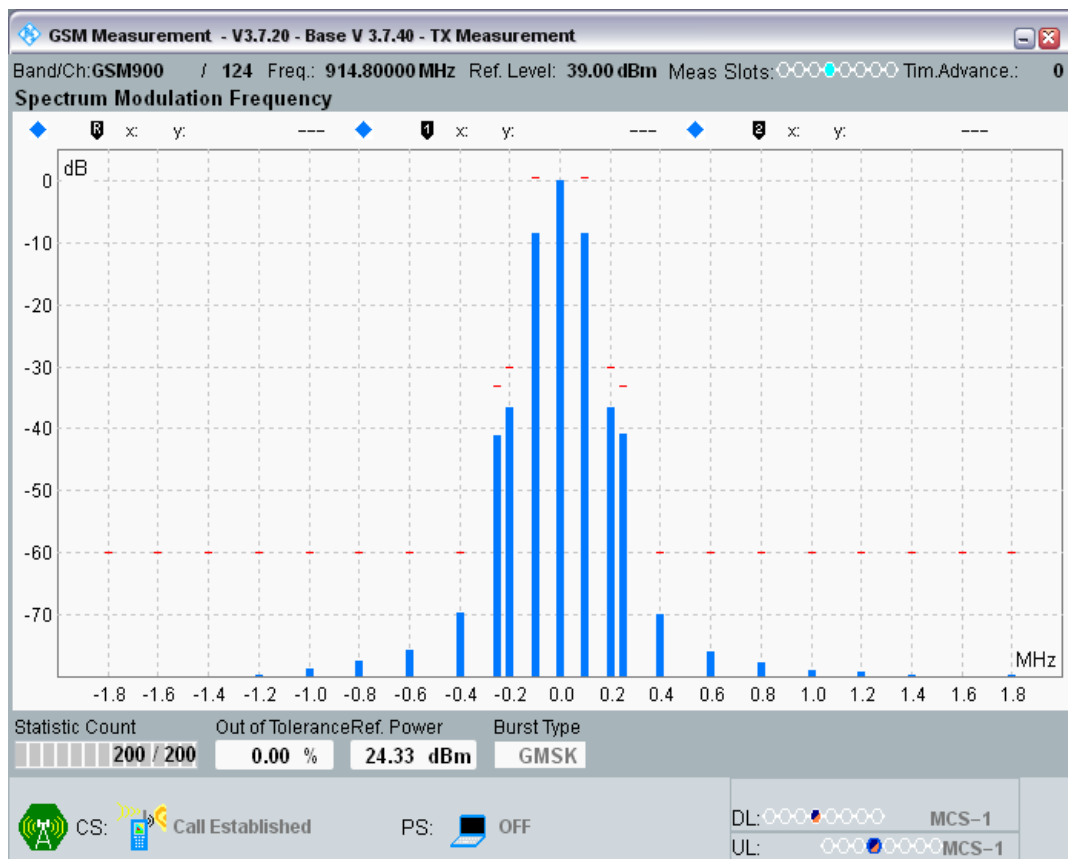 GSM Measurement - V3.7.20 - Base V 3.7.40 - TX Measurement
Band/Ch:GSM900 / 124 Freq.: 914.80000 MHz Ref. Level: 39.00 dBm Meas Slots: Tim.Advance.: 0
Spectrum Modulation Frequency
R x: y: --- 1 x: y: --- 2 x: y: ---
dB
0
-10
-20
-30
-40
-50
-60
-70
MHz
-1.8 -1.6 -1.4 -1.2 -1.0 -0.8 -0.6 -0.4 -0.2 0.0 0.2 0.4 0.6 0.8 1.0 1.2 1.4 1.6 1.8
Statistic Count Out of Tolerance Ref. Power Burst Type
200 / 200 0.00 % 24.33 dBm GMSK
CS: Call Established PS: OFF
DL: MCS-1
UL: MCS-1